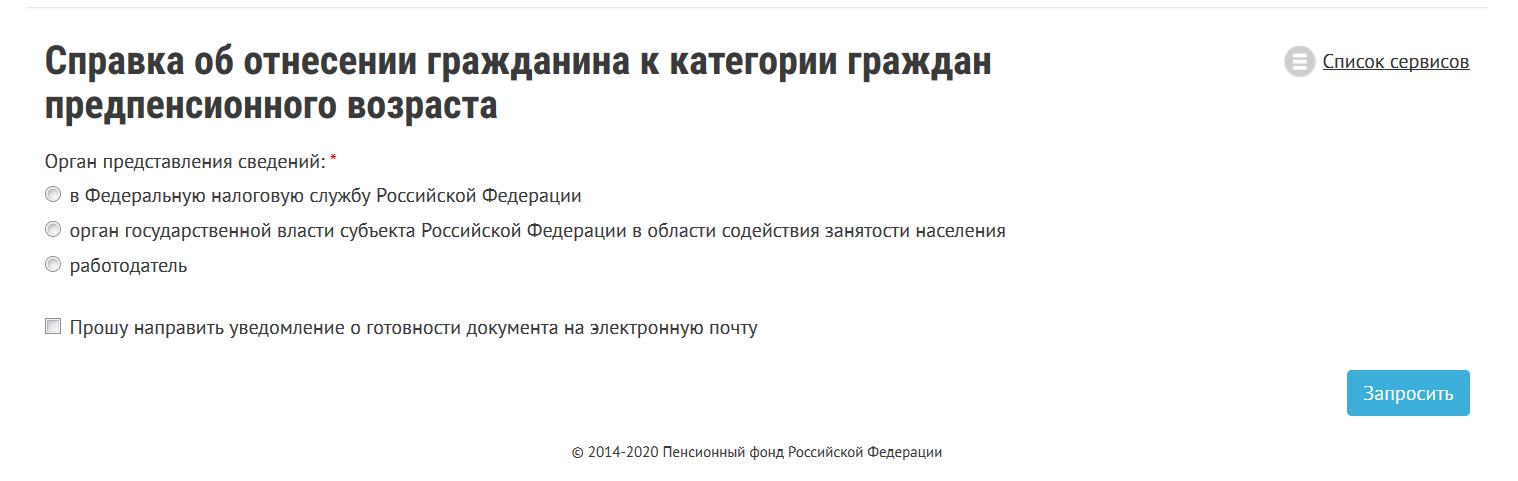 Справка об отнесении гражданина к категории граждан
предпенсионного возраста
Список сервисов
Орган представления сведений: *
в Федеральную налоговую службу Российской Федерации
орган государственной власти субъекта Российской Федерации в области содействия занятости населения
работодатель
Прошу направить уведомление о готовности документа на электронную почту
Запросить
© 2014-2020 Пенсионный фонд Российской Федерации